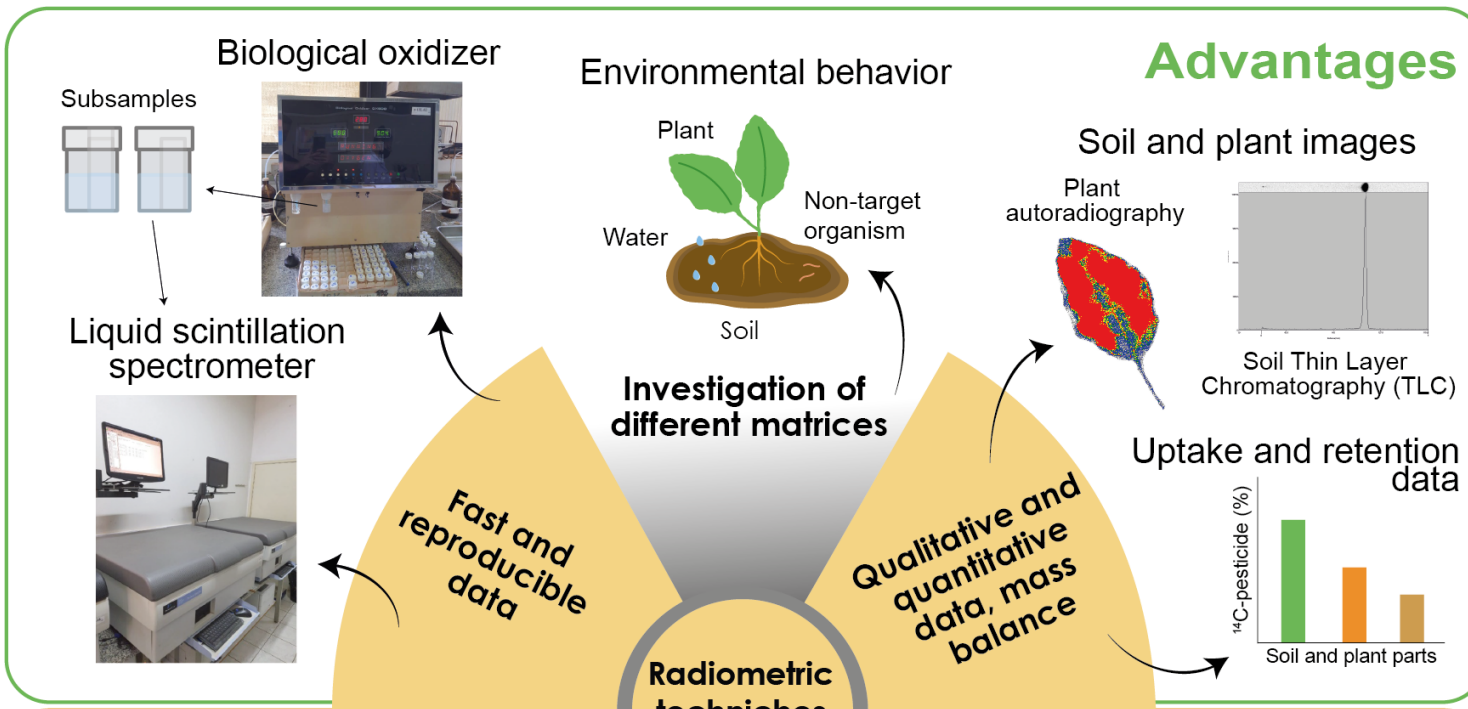 Advantages
Biological oxidizer
Subsamples
Liquid scintillation
spectrometer
Environmental behavior
Plant
Water
Non-target
organism
Soil
Soil and plant images
Plant
autoradiography
Soil Thin Layer
Chromatography (TLC)
Uptake and retention
data
¹⁴C-pesticide (%)
Soil and plant parts
Fast and
reproducible
data
Investigation of
different matrices
Qualitative and
quantitative
data, mass
balance
Radiometric
techniches